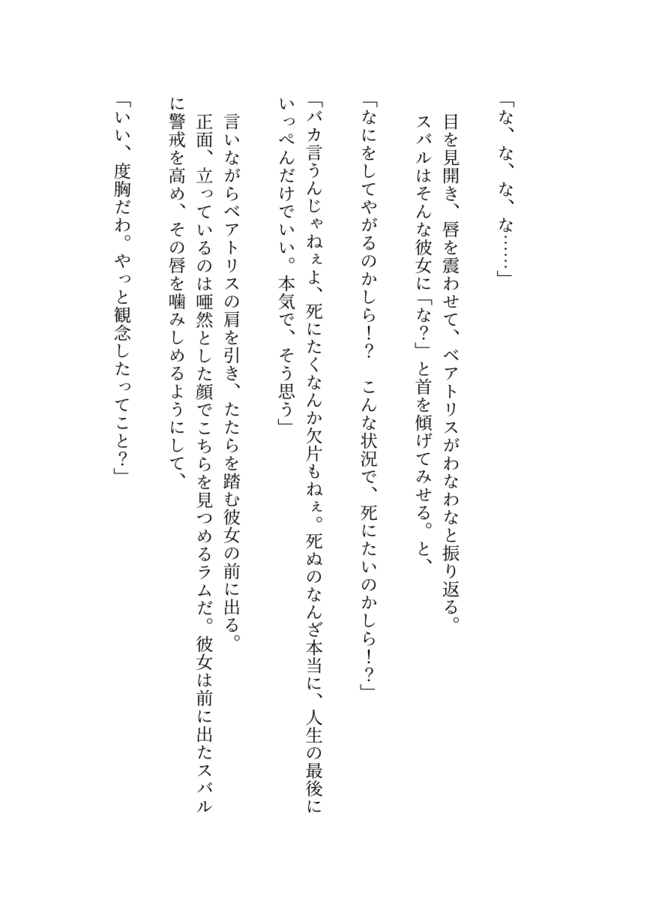 「な、な、な、な……」
目を見開き、唇を震わせて、ベアトリスがわなわなと振り返る。
スバルはそんな彼女に「な？」と首を傾げてみせる。と、
「なにをしてやがるのかしら！？　こんな状況で、死にたいのかしら！？」
「バカ言うんじゃねぇよ、死にたくなんか欠片もねぇ。死ぬのなんざ本当に、人生の最後に
いっぺんだけでいい。本気で、そう思う」
言いながらベアトリスの肩を引き、たたらを踏む彼女の前に出る。
正面、立っているのは唖然とした顔でこちらを見つめるラムだ。彼女は前に出たスバル
に警戒を高め、その唇を噛みしめるようにして、
「いい、度胸だわ。やっと観念したってこと？」